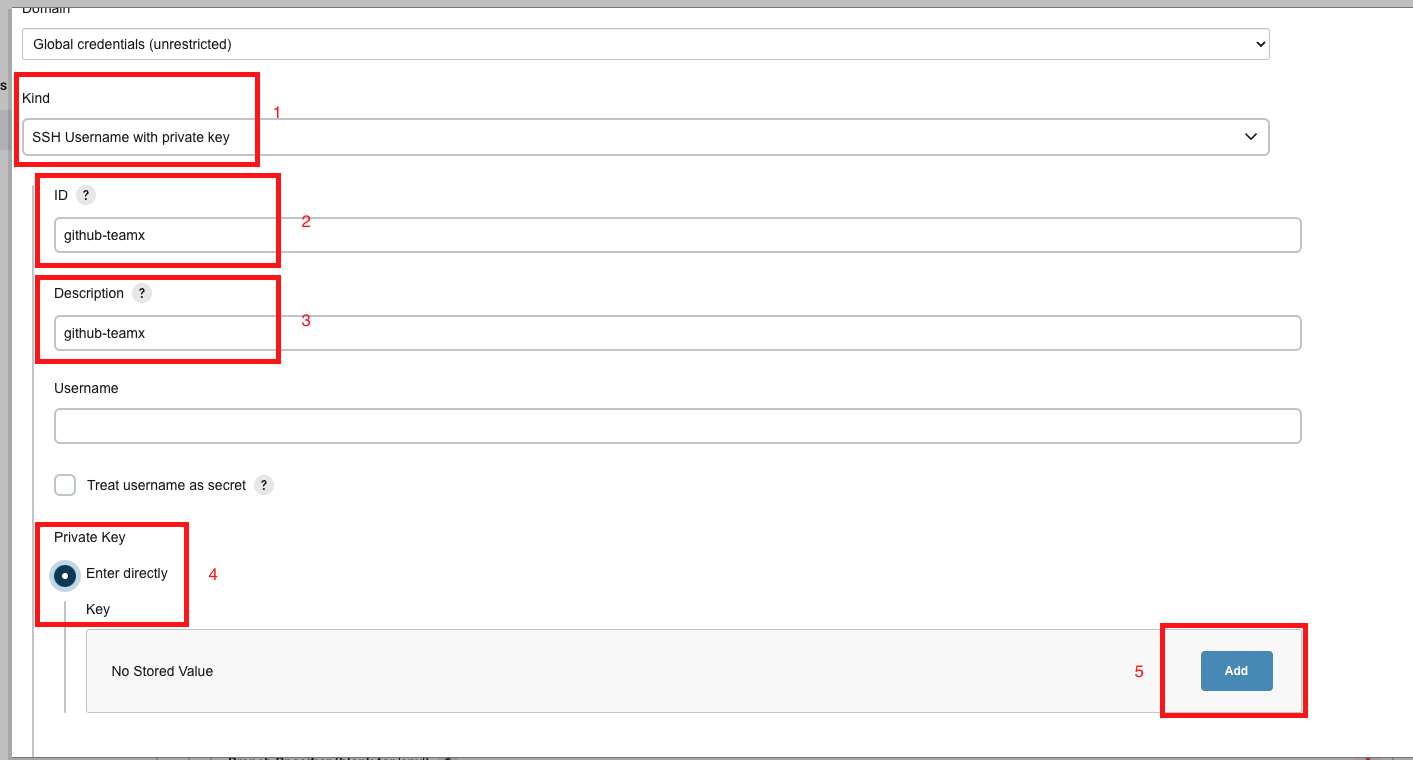 Domain
Global credentials (unrestricted)
s
Kind
1
SSH Username with private key
ID ?
2
github-teamx
Description ?
3
github-teamx
Username
Treat username as secret ?
Private Key
Enter directly
4
Key
No Stored Value
5
Add